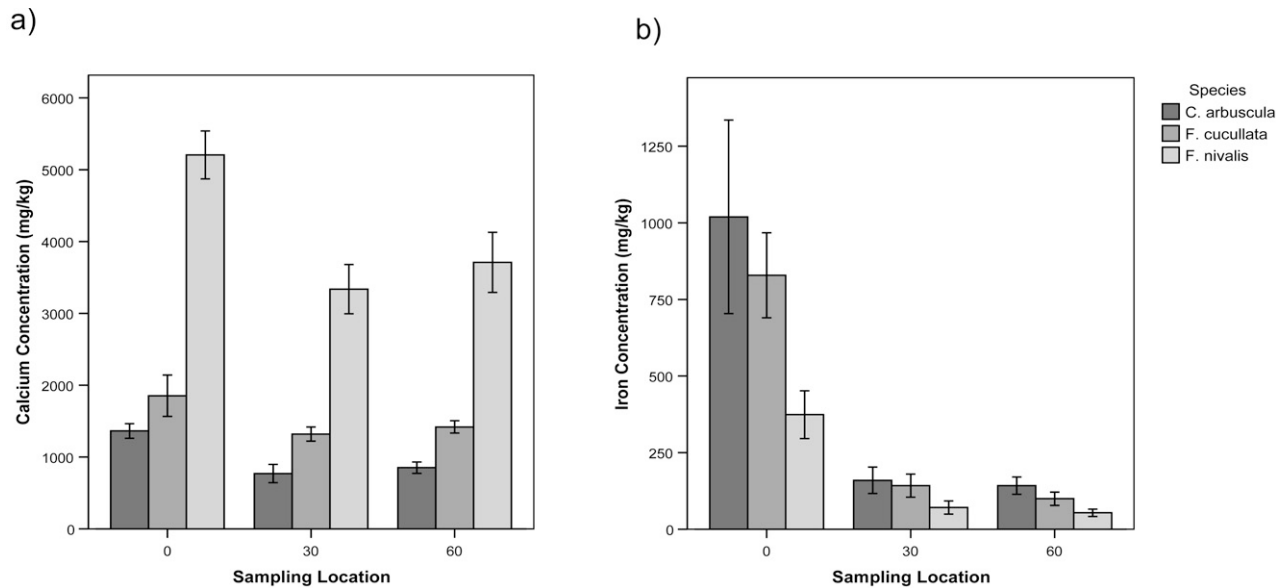 a)
Calcium Concentration (mg/kg)
6000
5000
4000
3000
2000
1000
0
0 30 60
Sampling Location
b)
Iron Concentration (mg/kg)
1250
1000
750
500
250
0
0 30 60
Sampling Location
Species
C. arbuscula
F. cucullata
F. nivalis